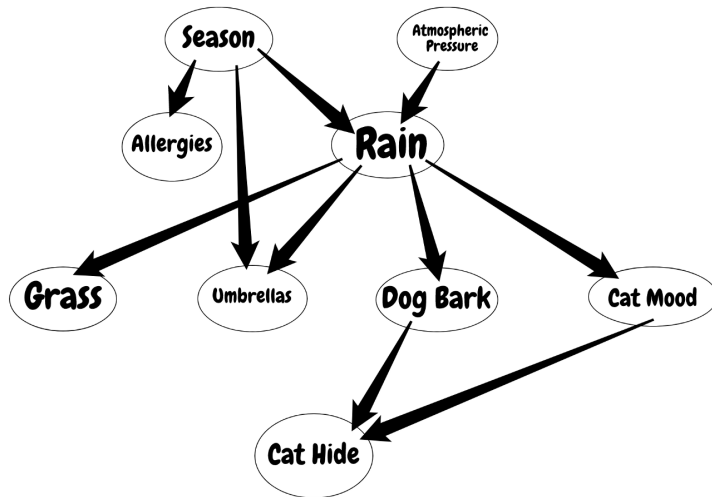 Season
Atmospheric
Pressure
Allergies
Rain
Grass
Umbrellas
Dog Bark
Cat Mood
Cat Hide